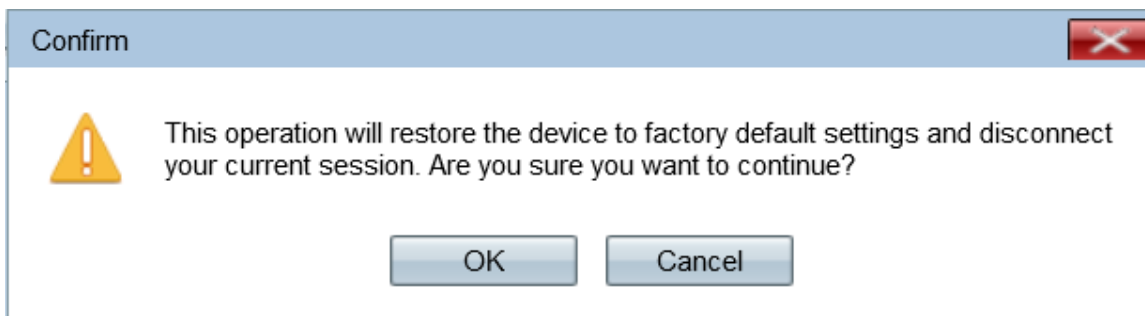 Confirm
This operation will restore the device to factory default settings and disconnect
your current session. Are you sure you want to continue?
OK
Cancel